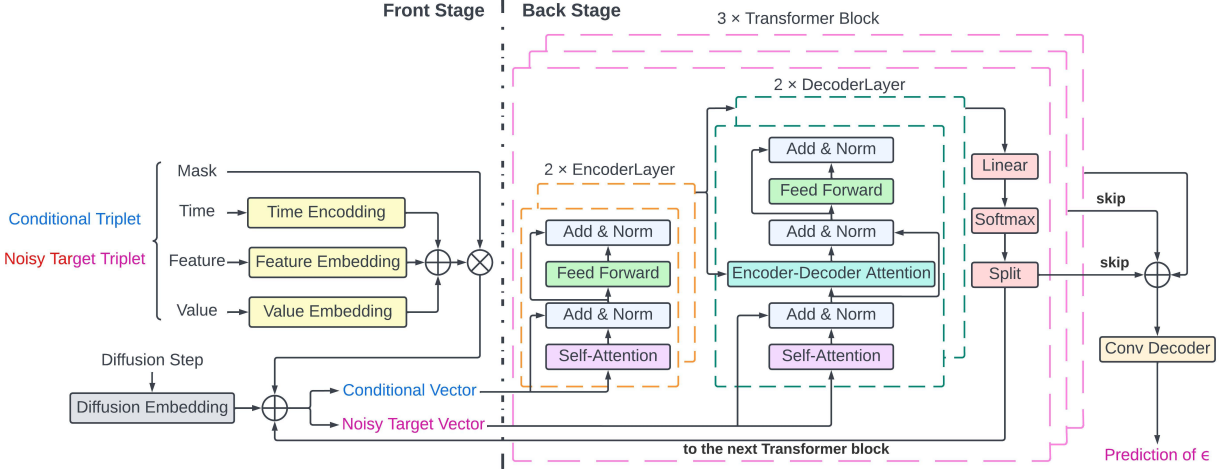 Front Stage
Back Stage
3 × Transformer Block
2 × DecoderLayer
2 × EncoderLayer
Mask
Time
Feature
Value
Conditional Triplet
Noisy Target Triplet
Time Encodding
Feature Embedding
Value Embedding
Diffusion Step
Diffusion Embedding
Conditional Vector
Noisy Target Vector
Add & Norm
Feed Forward
Add & Norm
Self-Attention
Add & Norm
Feed Forward
Add & Norm
Encoder-Decoder Attention
Add & Norm
Self-Attention
Linear
Softmax
Split
skip
skip
Conv Decoder
to the next Transformer block
Prediction of ϵ